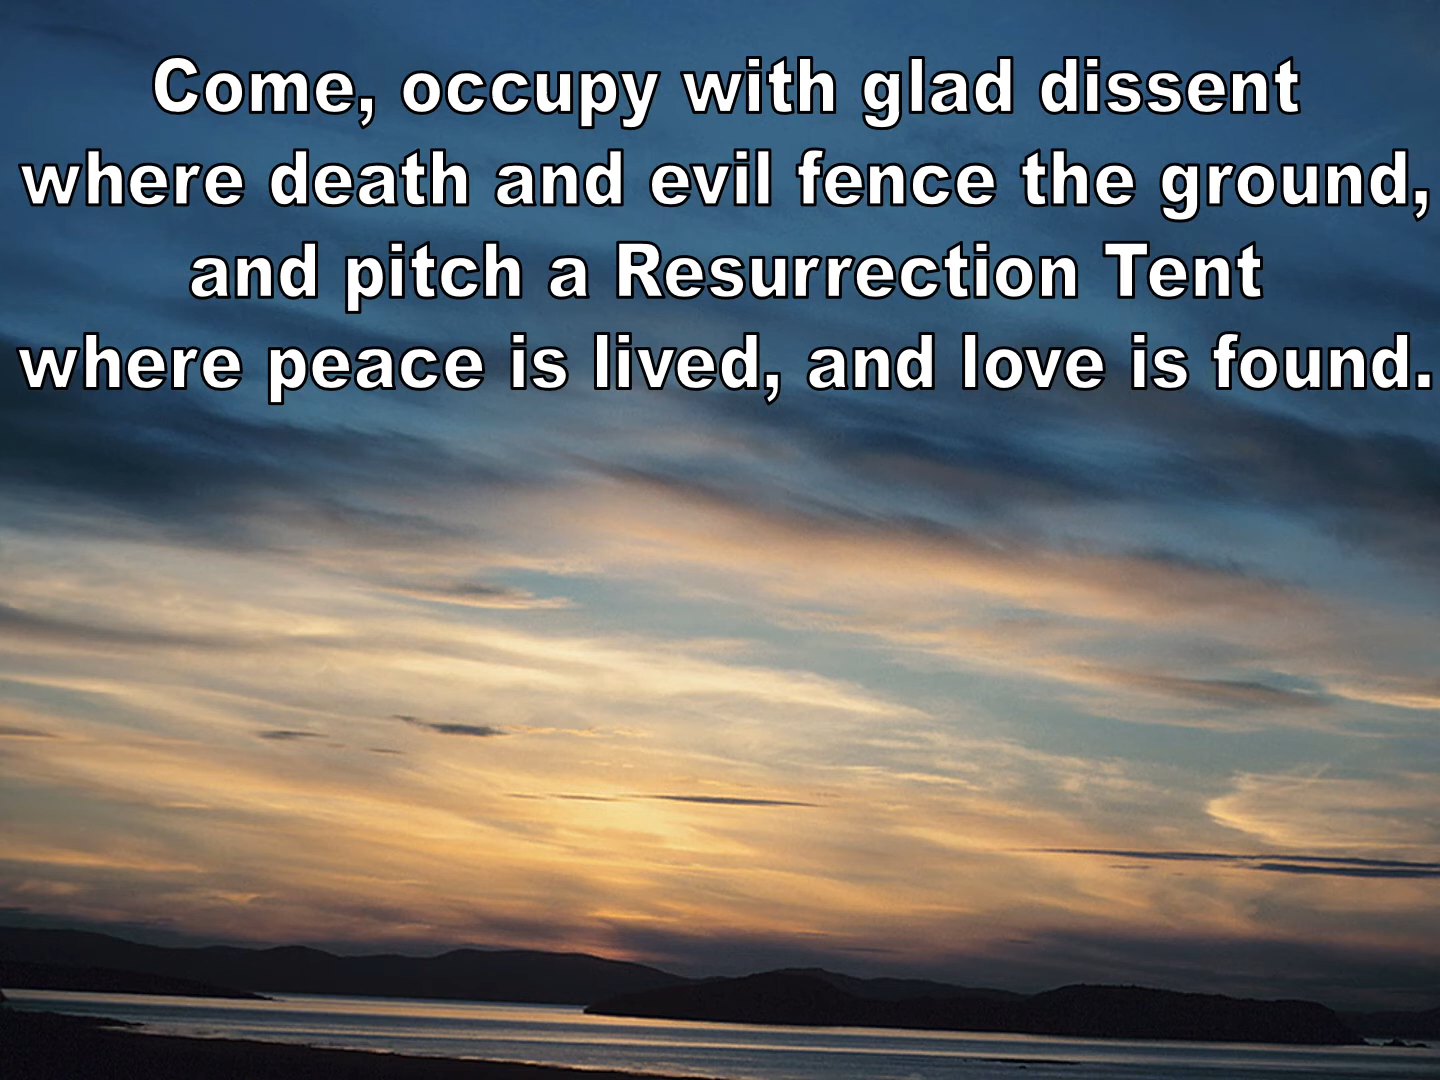 Come, occupy with glad dissent
where death and evil fence the ground,
and pitch a Resurrection Tent
where peace is lived, and love is found.